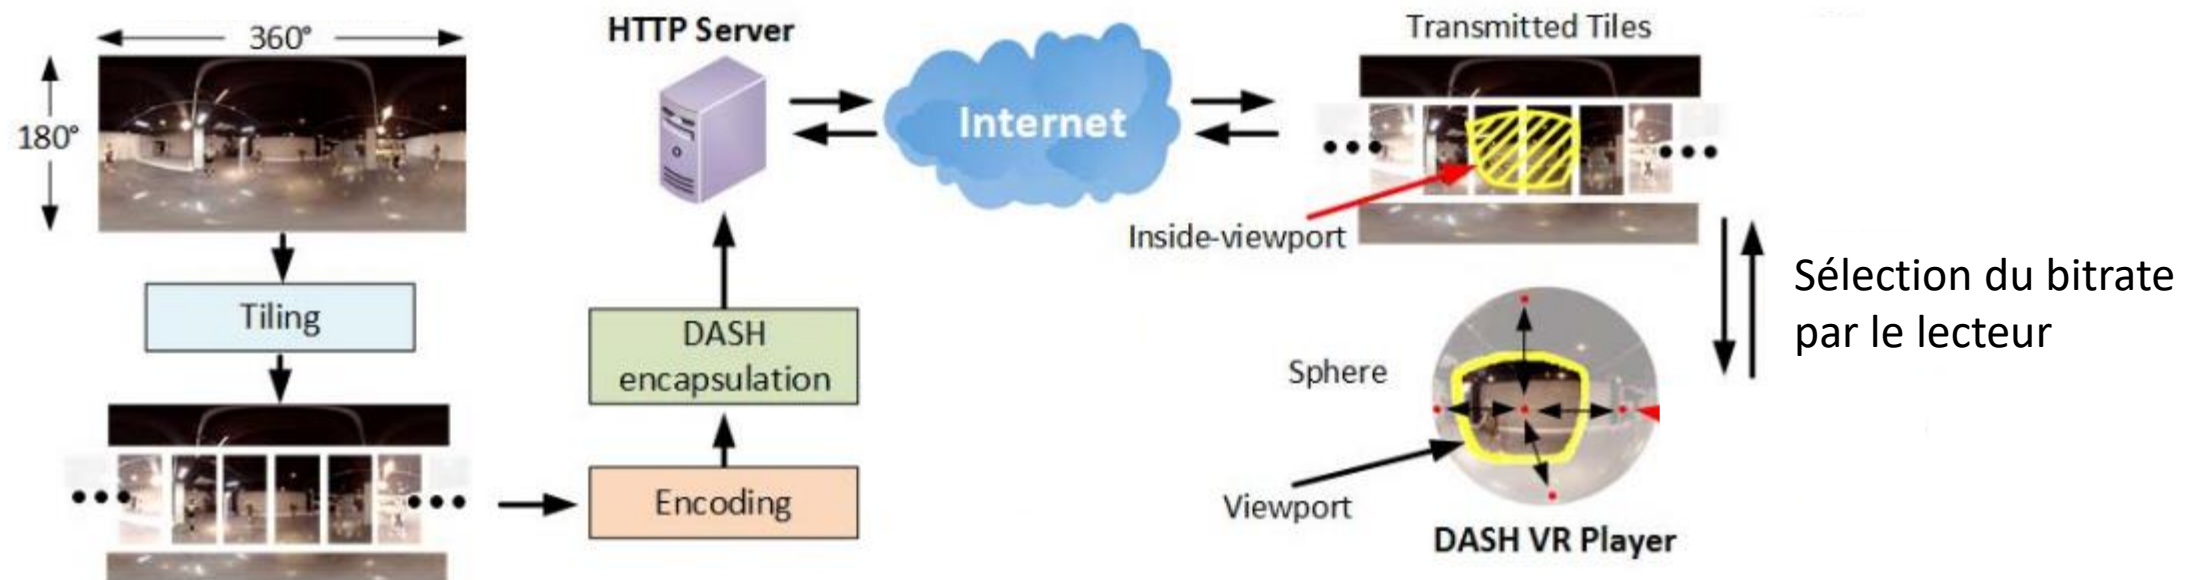 360°
180°
Tiling
Encoding
DASH
encapsulation
HTTP Server
Internet
Transmitted Tiles
Inside-viewport
Sphere
Viewport
DASH VR Player
Sélection du bitrate
par le lecteur